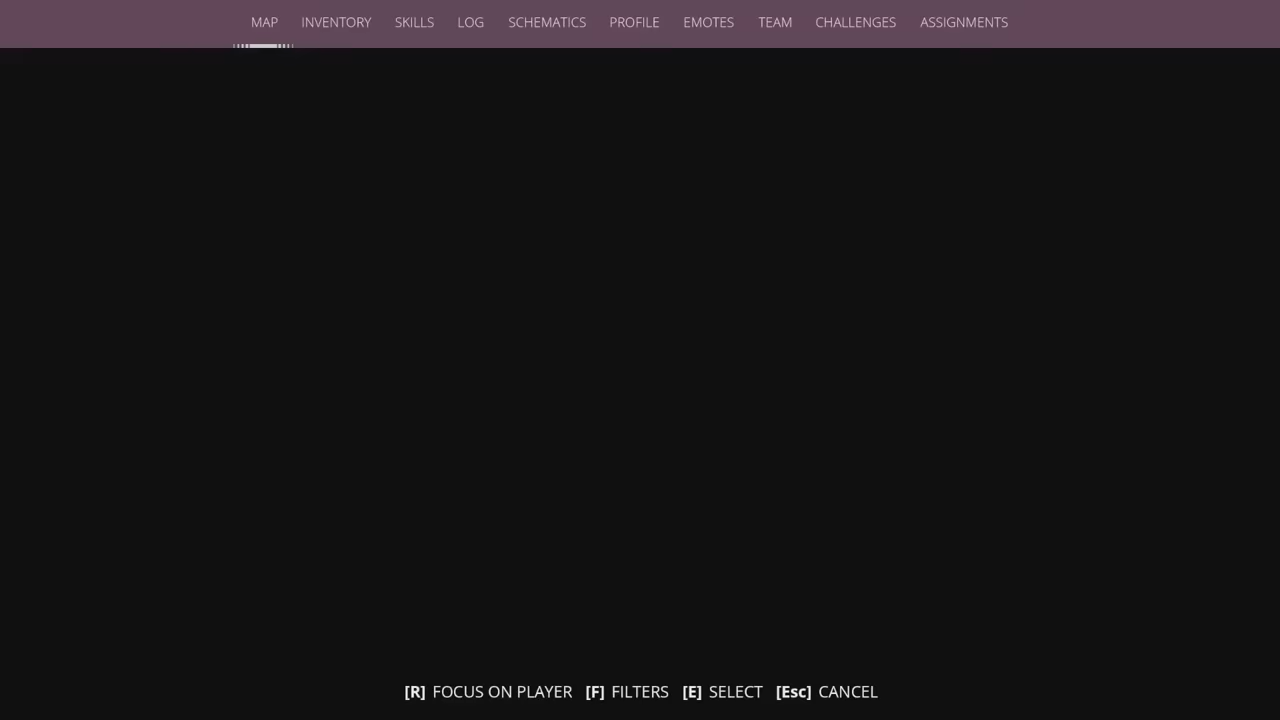 MAP INVENTORY SKILLS LOG SCHEMATICS PROFILE EMOTES TEAM CHALLENGES ASSIGNMENTS
[R] FOCUS ON PLAYER [F] FILTERS [E] SELECT [Esc] CANCEL